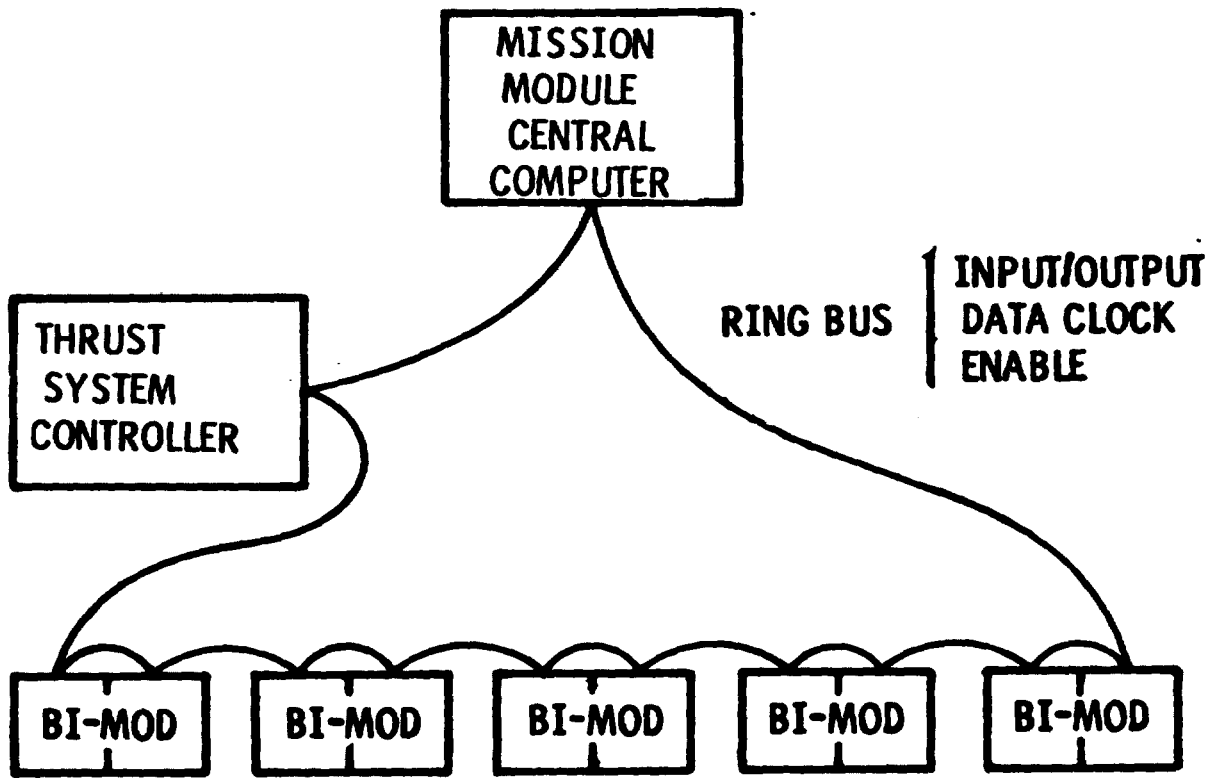 MISSION
MODULE
CENTRAL
COMPUTER
THRUST
SYSTEM
CONTROLLER
RING BUS
INPUT/OUTPUT
DATA CLOCK
ENABLE
BI-MOD
BI-MOD
BI-MOD
BI-MOD
BI-MOD